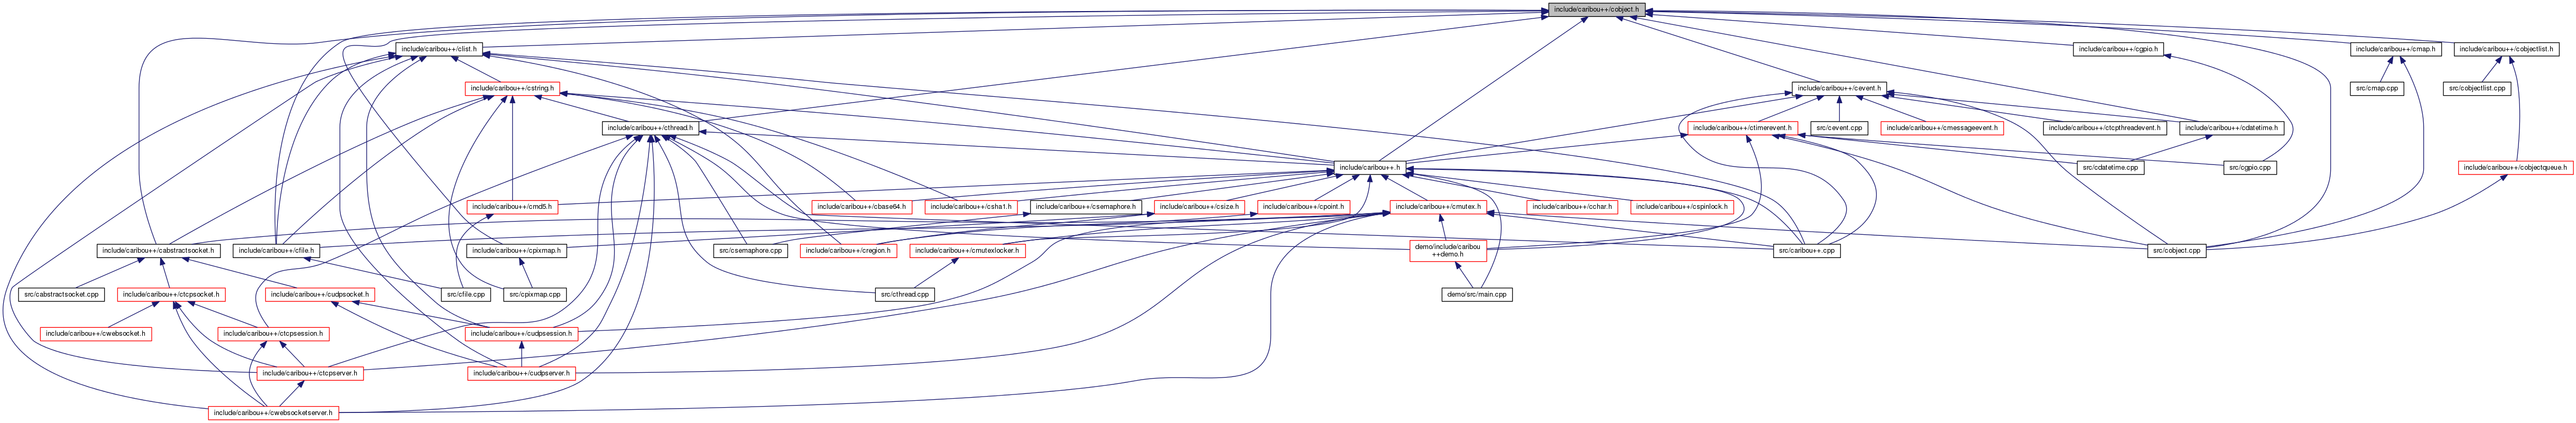 include/caribou++/cobject.h
include/caribou++/clist.h
include/caribou++/cgpio.h
include/caribou++/cmap.h
include/caribou++/cobjectlist.h
include/caribou++/cstring.h
include/caribou++/cevent.h
src/cmap.cpp
src/cobjectlist.cpp
include/caribou++/cthread.h
include/caribou++/ctimerevent.h
src/cevent.cpp
include/caribou++/cmessageevent.h
include/caribou++/ctcpthreadevent.h
include/caribou++/cdatetime.h
include/caribou++.h
src/cdatetime.cpp
src/cgpio.cpp
include/caribou++/cobjectqueue.h
include/caribou++/cmd5.h
include/caribou++/cbase64.h
include/caribou++/csha1.h
include/caribou++/csemaphore.h
include/caribou++/csize.h
include/caribou++/cpoint.h
include/caribou++/cmutex.h
include/caribou++/cchar.h
include/caribou++/cspinlock.h
include/caribou++/cabstractsocket.h
include/caribou++/cfile.h
include/caribou++/cpixmap.h
src/csemaphore.cpp
include/caribou++/cregion.h
include/caribou++/cmutexlocker.h
demo/include/caribou
++demo.h
src/caribou++.cpp
src/cobject.cpp
src/cabstractsocket.cpp
include/caribou++/ctcpsocket.h
include/caribou++/cudpsocket.h
src/cfile.cpp
src/cpixmap.cpp
src/cthread.cpp
demo/src/main.cpp
include/caribou++/cwebsocket.h
include/caribou++/ctcpsession.h
include/caribou++/cudpsession.h
include/caribou++/ctcpserver.h
include/caribou++/cudpserver.h
include/caribou++/cwebsocketserver.h